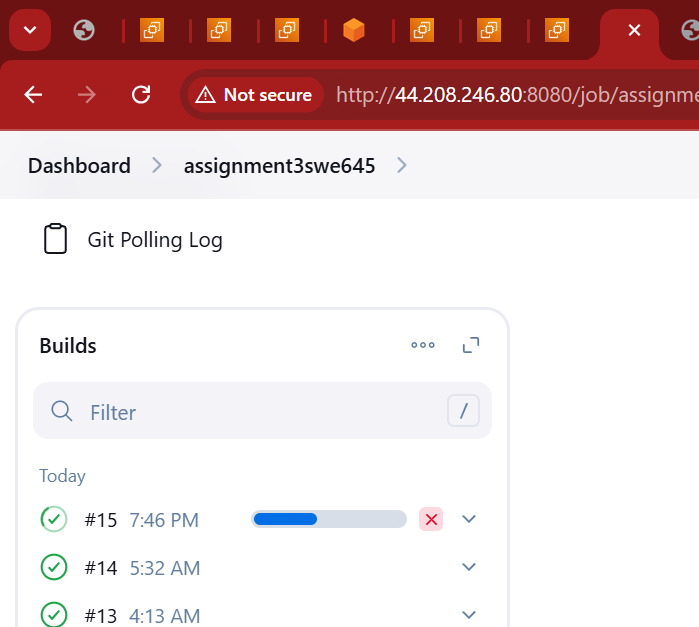 Not secure http://44.208.246.80:8080/job/assignme
Dashboard assignment3swe645
Git Polling Log
Builds
Filter /
Today
#15 7:46 PM
#14 5:32 AM
#13 4:13 AM